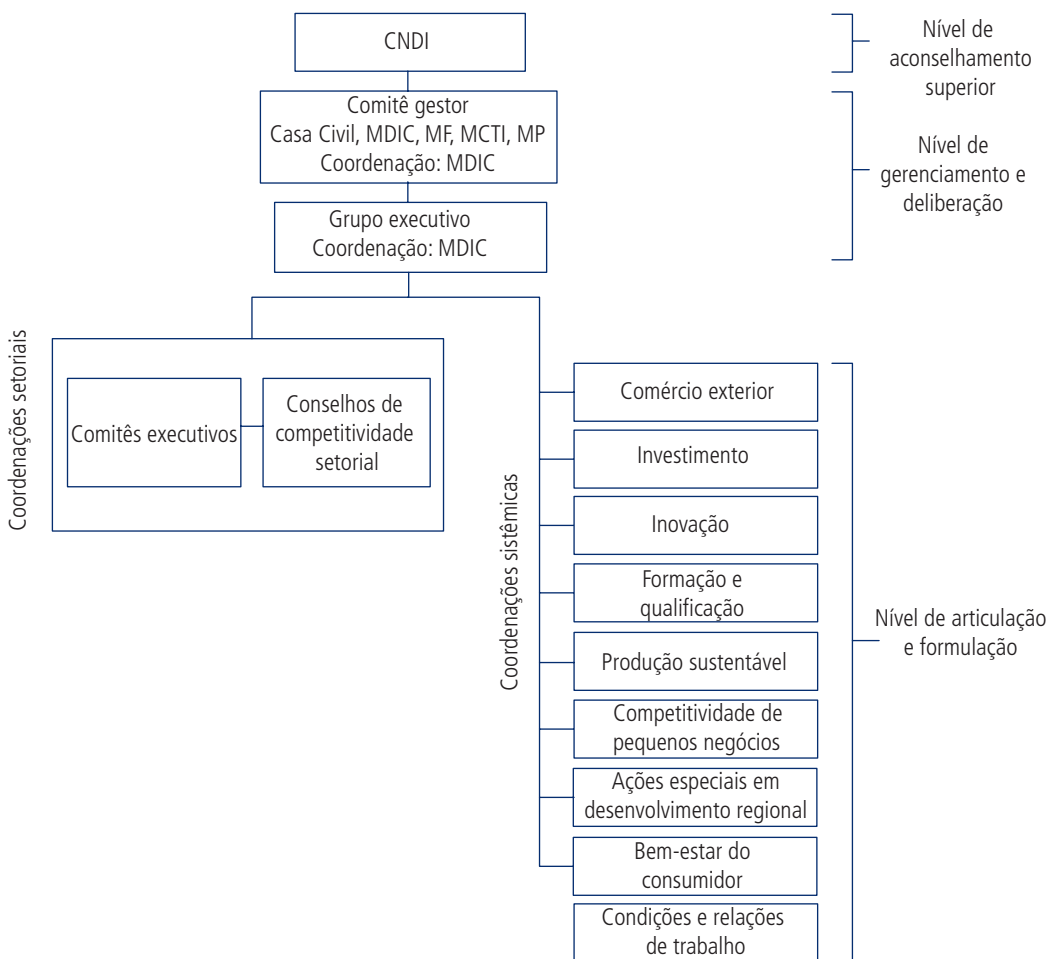 CNDI
Nível de
aconselhamento
superior
Comitê gestor
Casa Civil, MDIC, MF, MCTI, MP
Coordenação: MDIC
Nível de
gerenciamento e
deliberação
Grupo executivo
Coordenação: MDIC
Coordenações setoriais
Comitês executivos
Conselhos de
competitividade
setorial
Coordenações sistêmicas
Comércio exterior
Investimento
Inovação
Formação e
qualificação
Produção sustentável
Competitividade de
pequenos negócios
Ações especiais em
desenvolvimento regional
Bem-estar do
consumidor
Condições e relações
de trabalho
Nível de articulação
e formulação